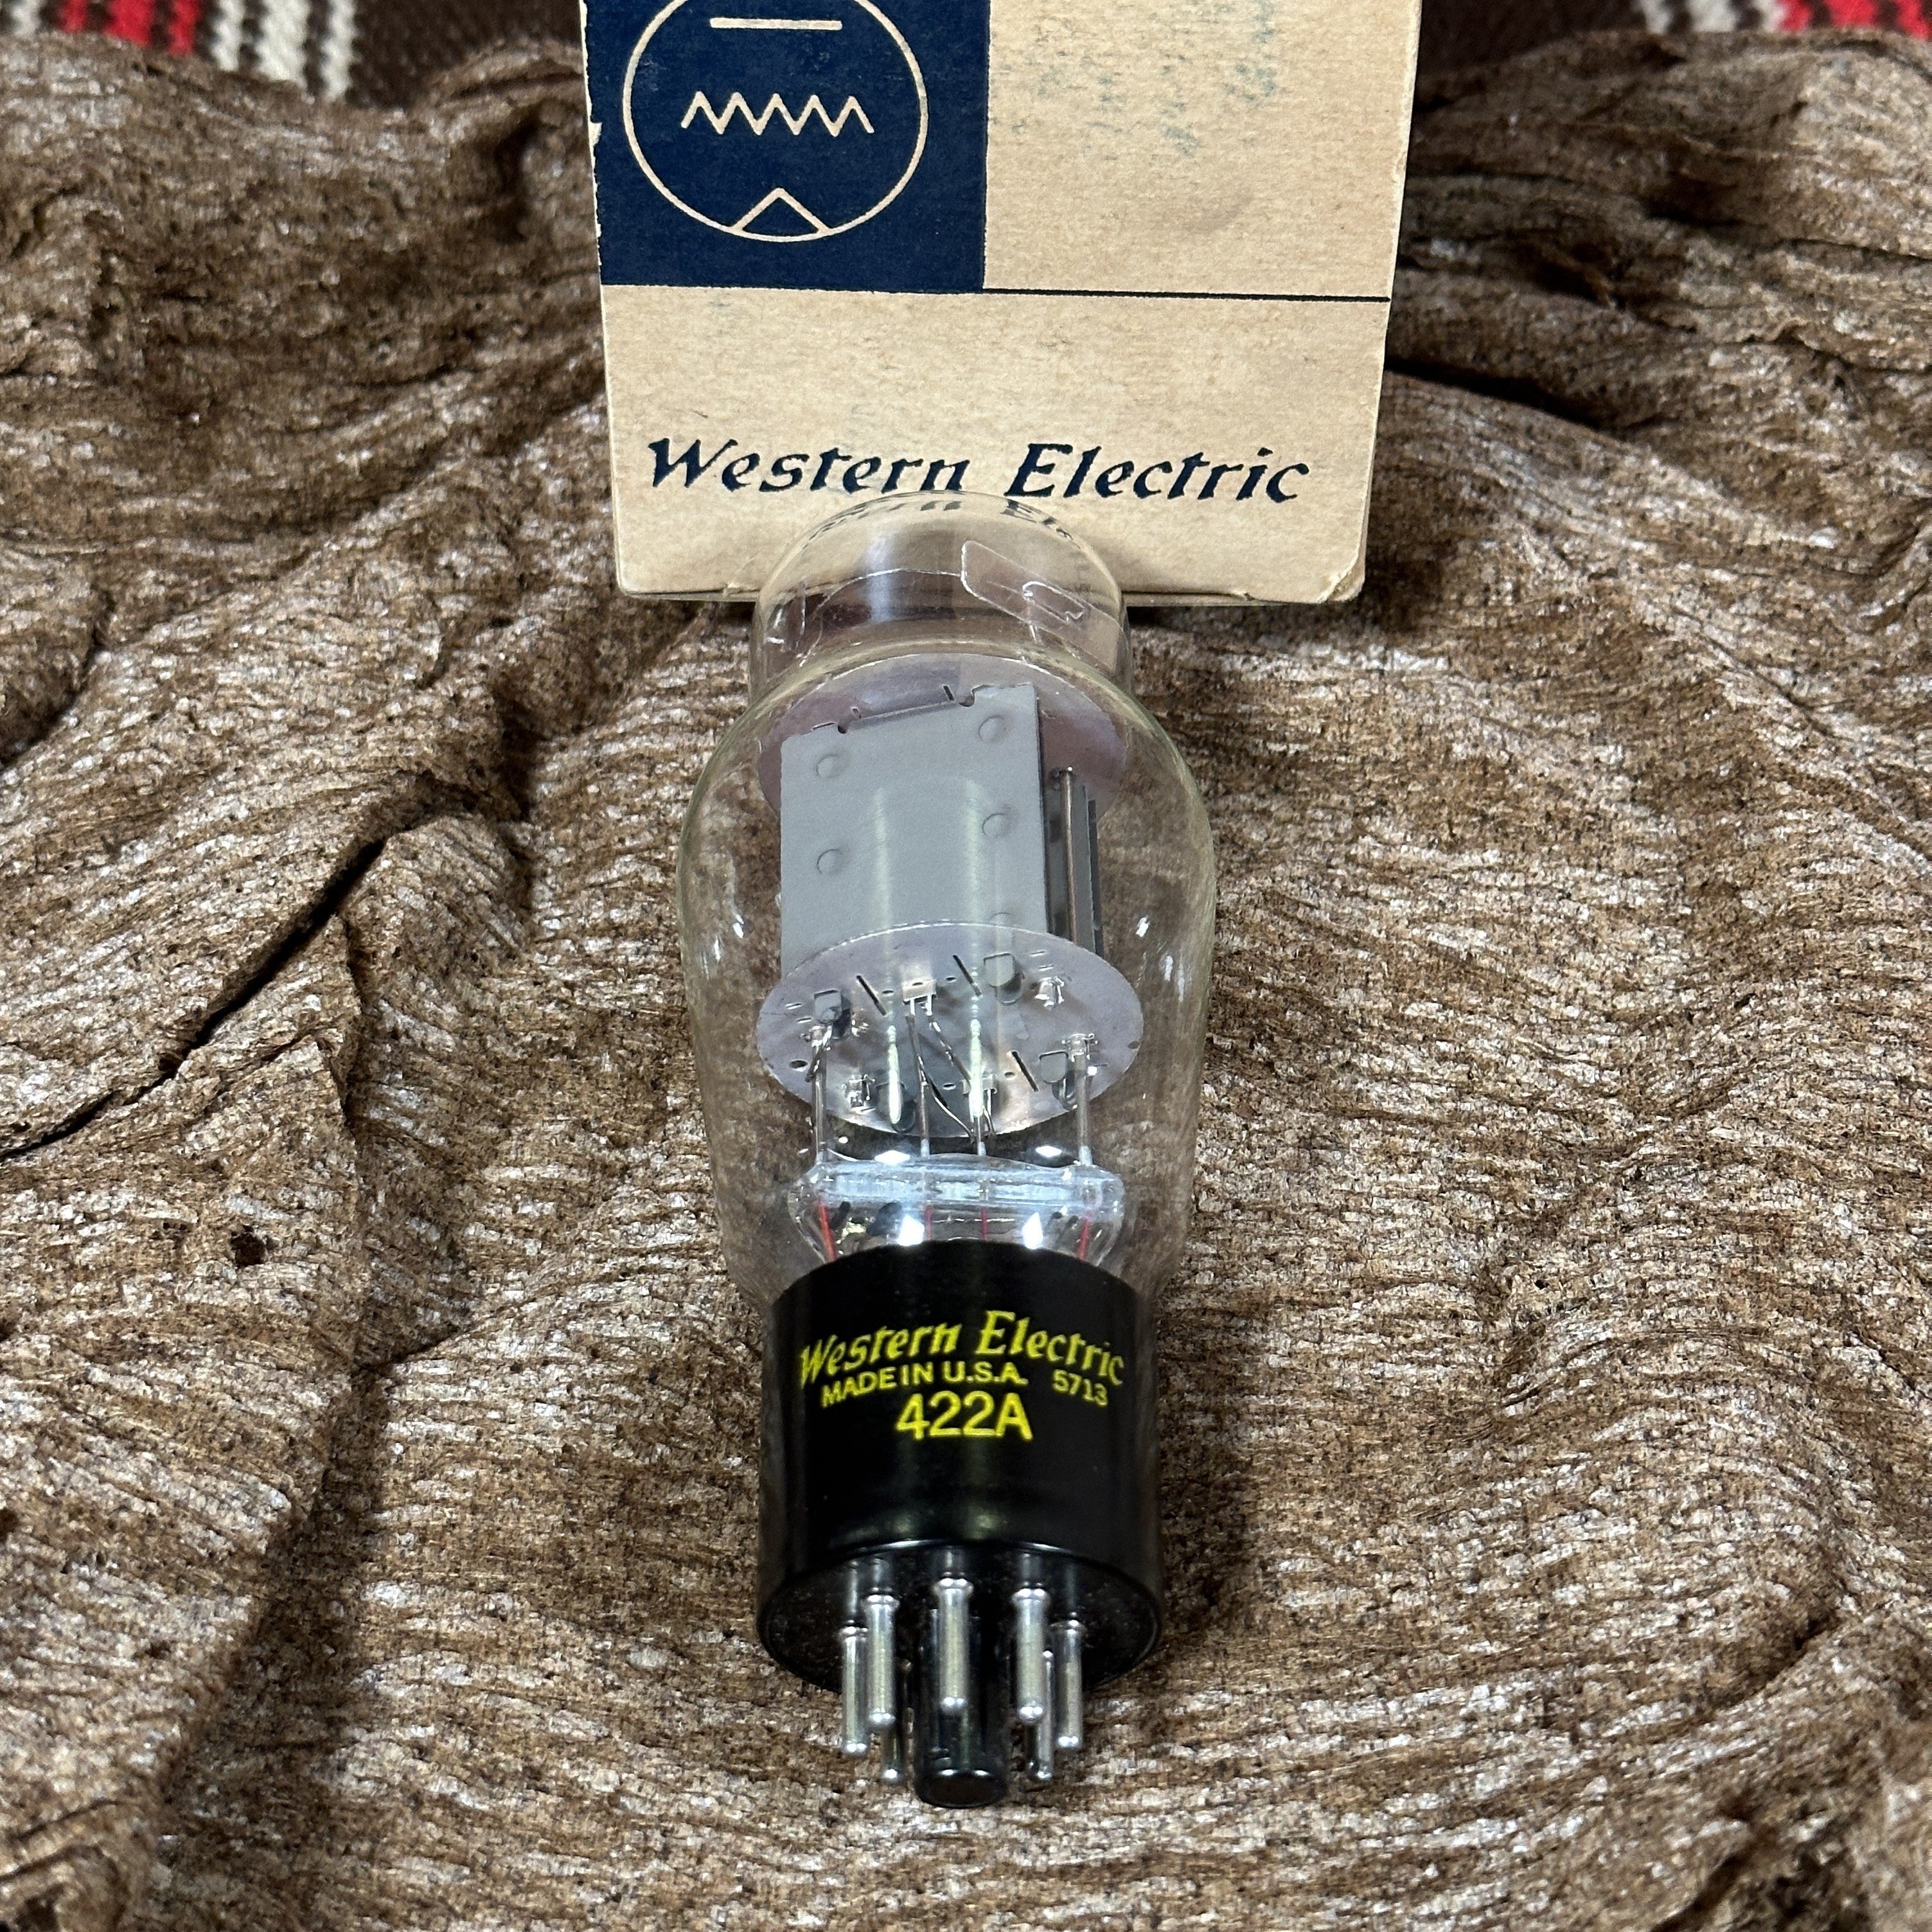 Western Electric
Western Electric
MADE IN U.S.A. 5713
422A